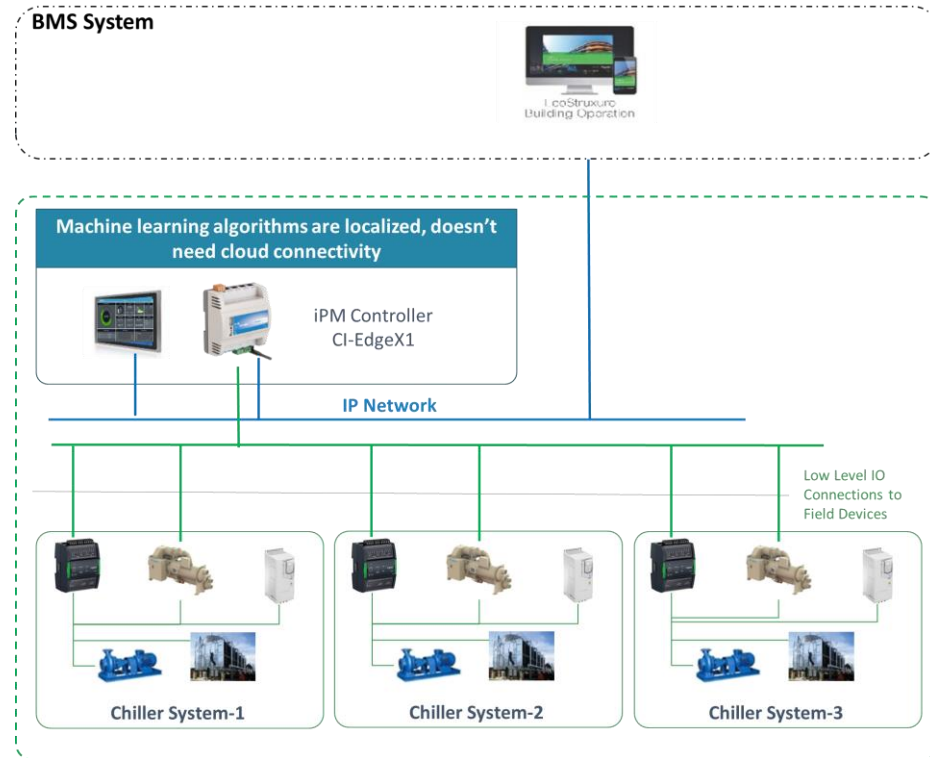 BMS System
EcoStruxure
Building Operation
Machine learning algorithms are localized, doesn't
need cloud connectivity
iPM Controller
CI-EdgeX1
IP Network
Low Level IO
Connections to
Field Devices
Chiller System-1
Chiller System-2
Chiller System-3